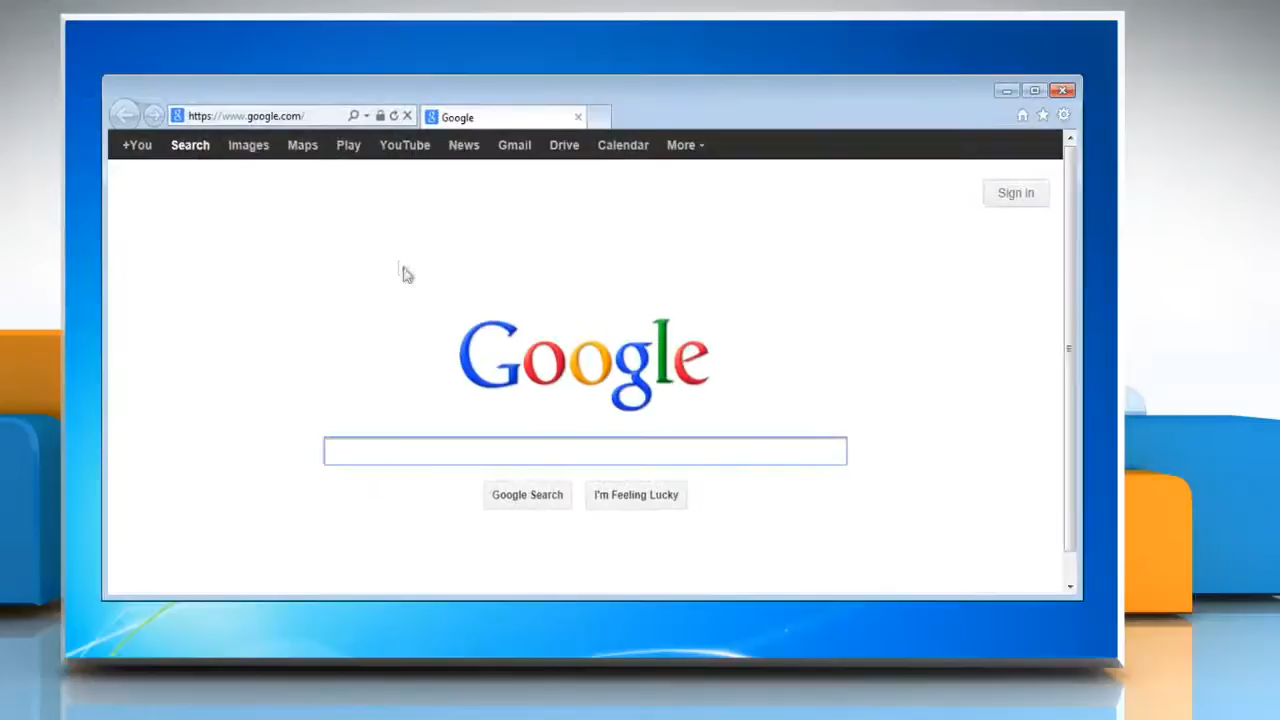 https://www.google.com/
Google
+You Search Images Maps Play YouTube News Gmail Drive Calendar More
Sign in
Google
Google Search I'm Feeling Lucky